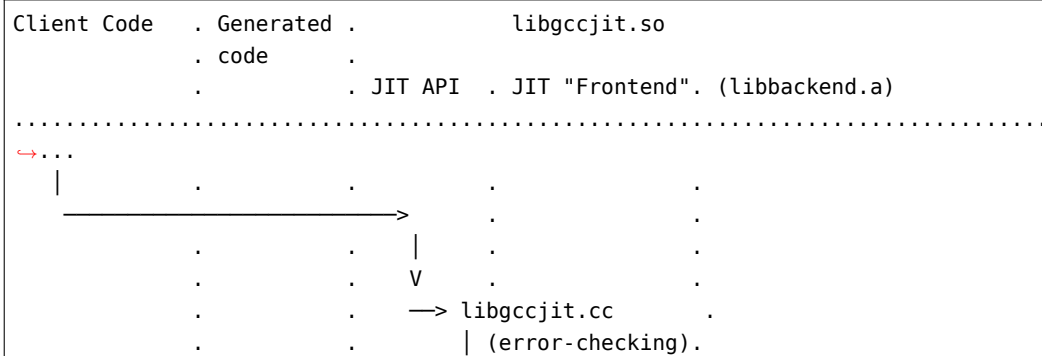 Client Code   . Generated .            libgccjit.so
              . code      .
              .           . JIT API  . JIT "Frontend". (libbackend.a)
..................................................................................
↪...
   │          .           .          .               .
    ──────────────────────────>      .               .
              .           .    │     .               .
              .           .    V     .               .
              .           .    ──> libgccjit.cc       .
              .           .        │ (error-checking).